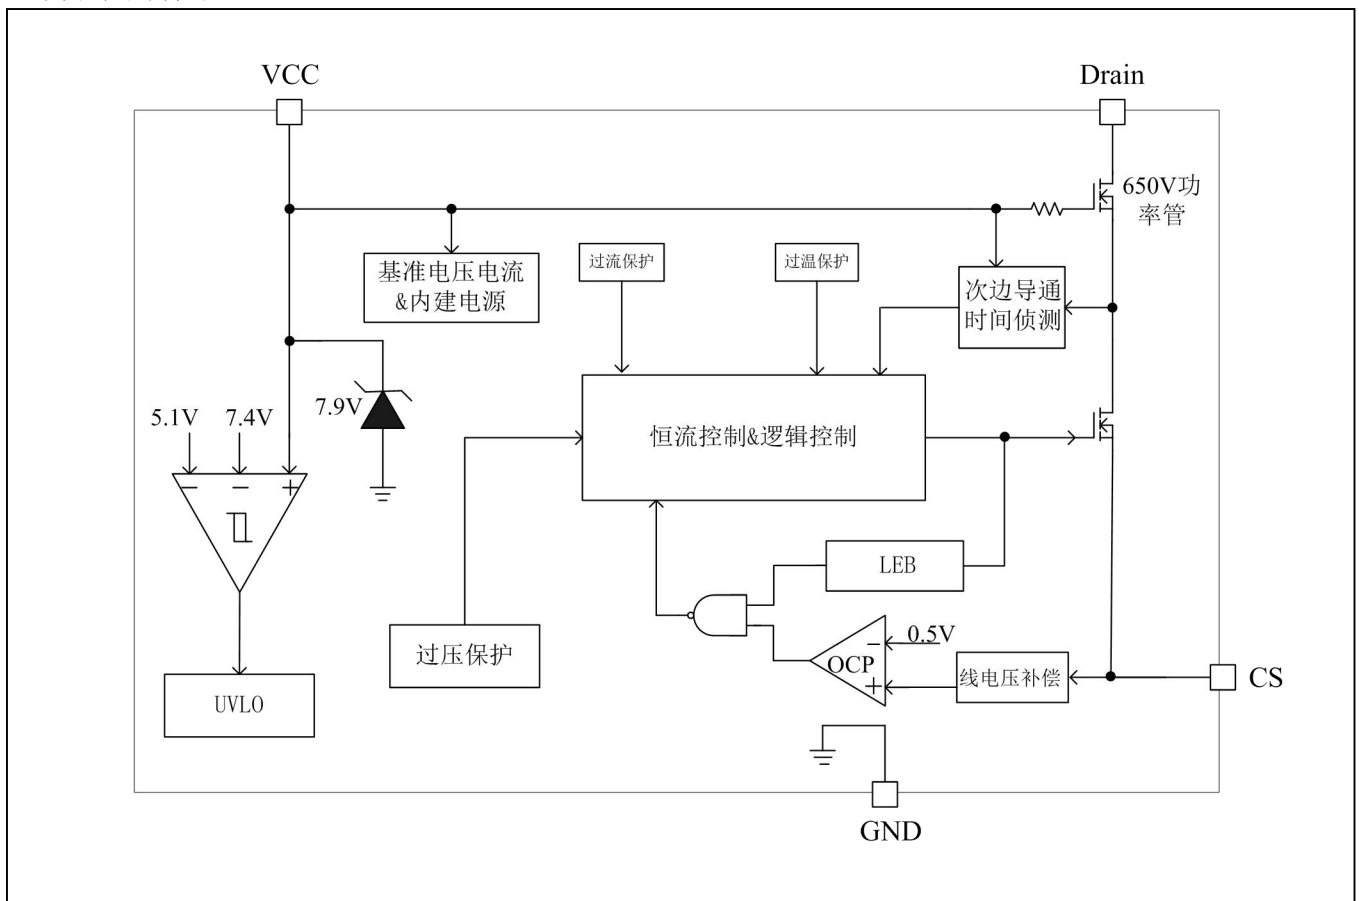 VCC
Drain
650V功
率管
基准电压电流
&内建电源
过流保护
过温保护
次边导通
时间侦测
5.1V
7.4V
7.9V
恒流控制&逻辑控制
LEB
过压保护
0.5V
OCP
线电压补偿
CS
UVLO
GND